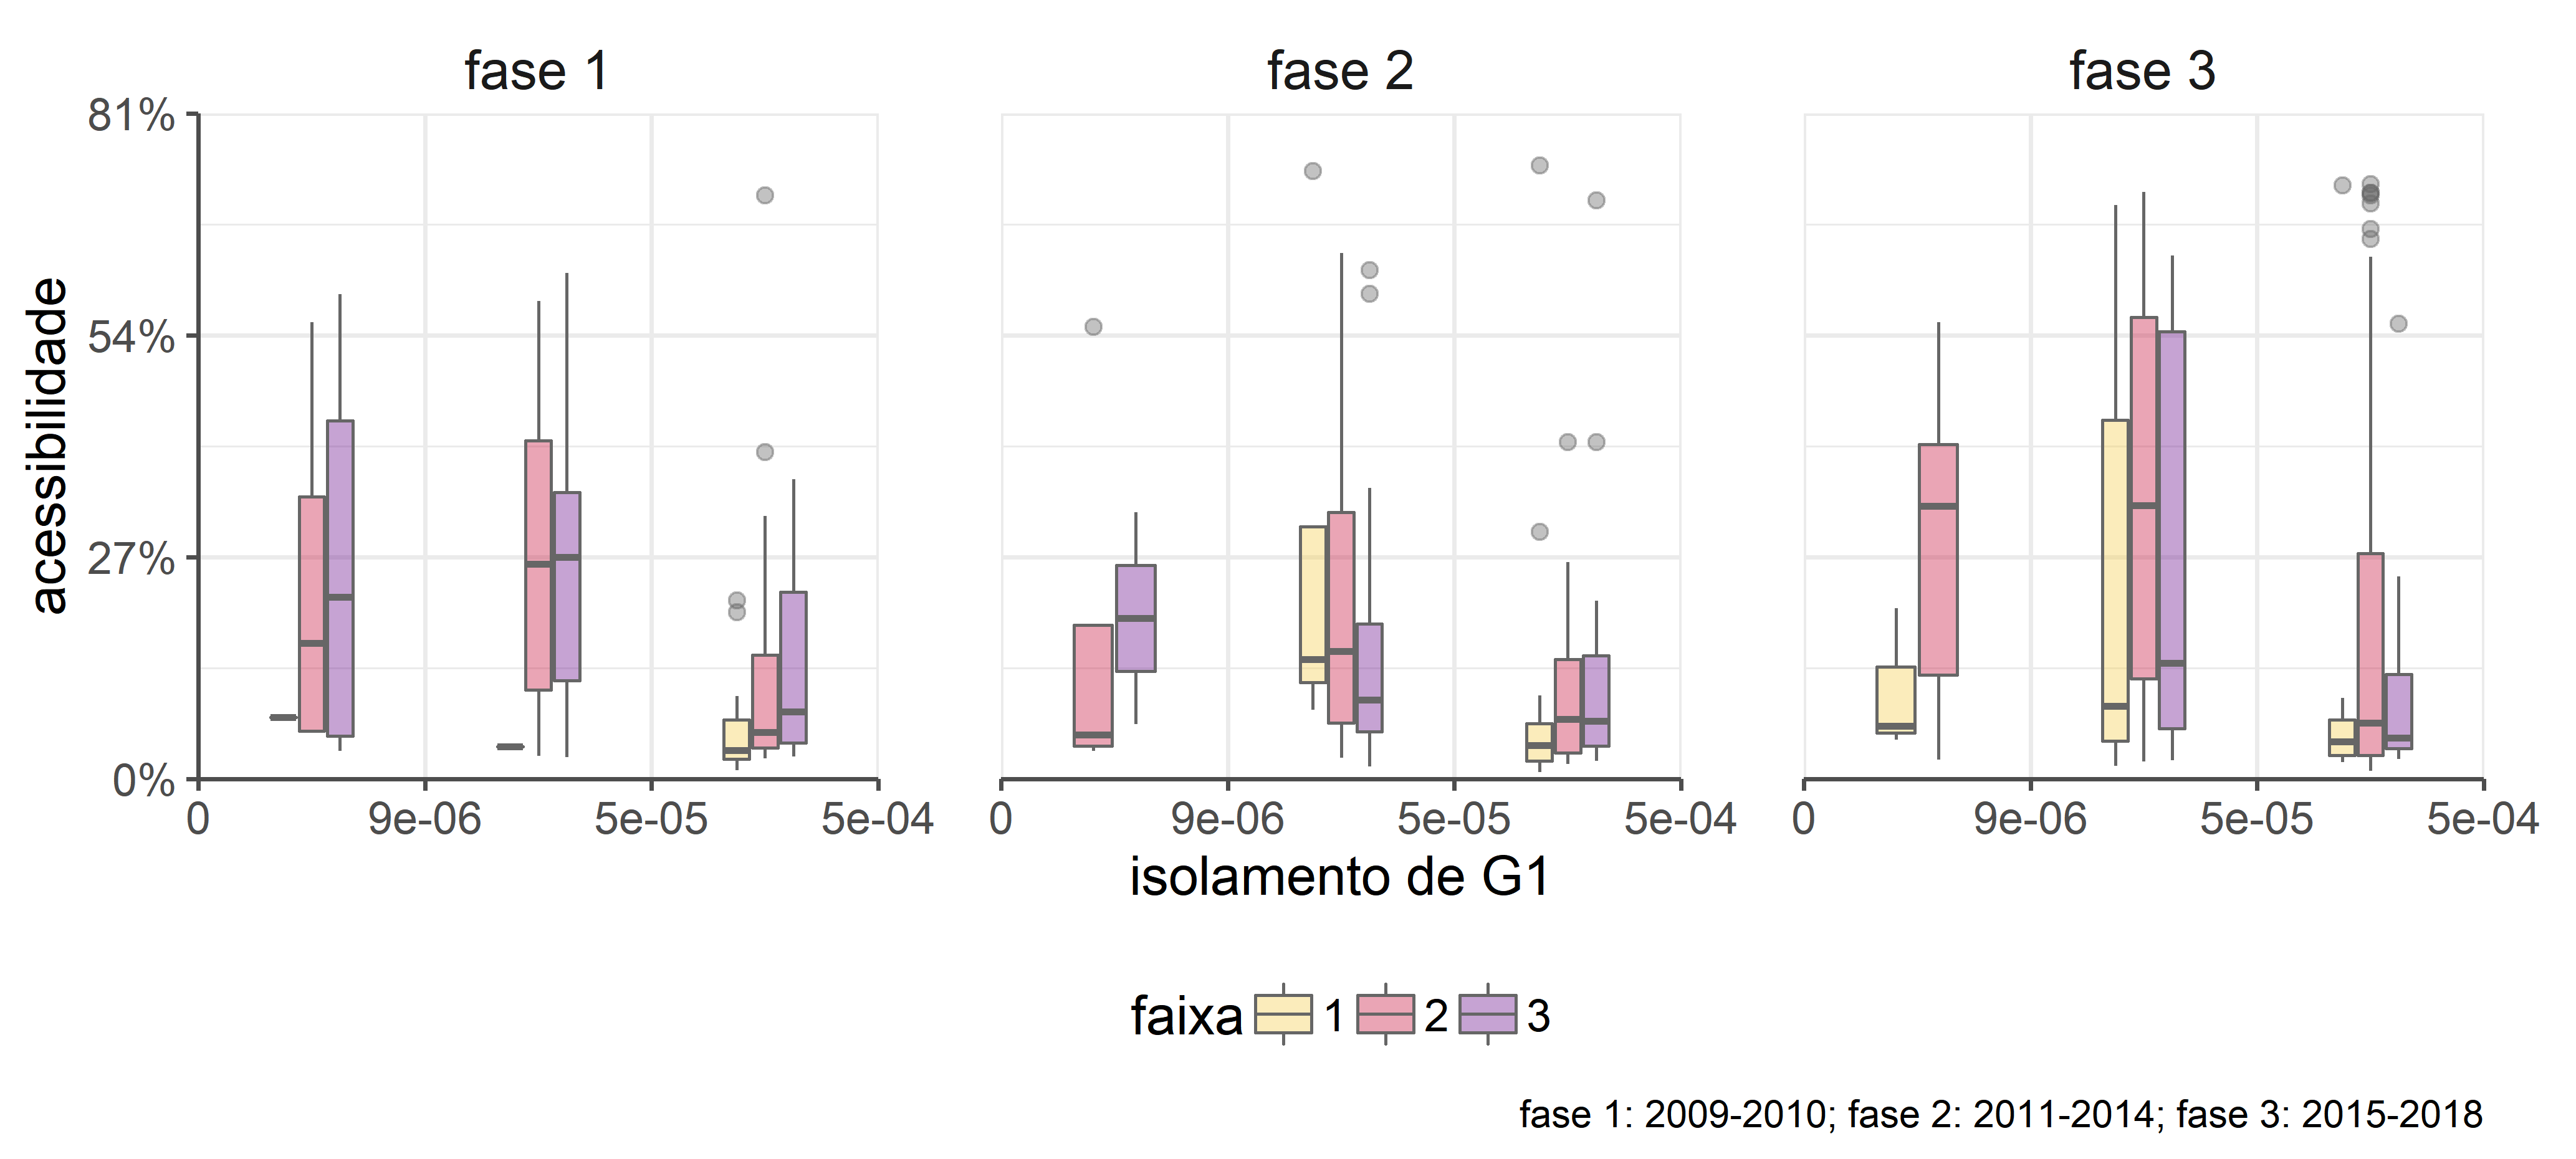 fase 1 fase 2 fase 3
acessibilidade
81%
54%
27%
0%
0 9e-06 5e-05 5e-04 0 9e-06 5e-05 5e-04 0 9e-06 5e-05 5e-04
isolamento de G1
faixa 1 2 3
fase 1: 2009-2010; fase 2: 2011-2014; fase 3: 2015-2018